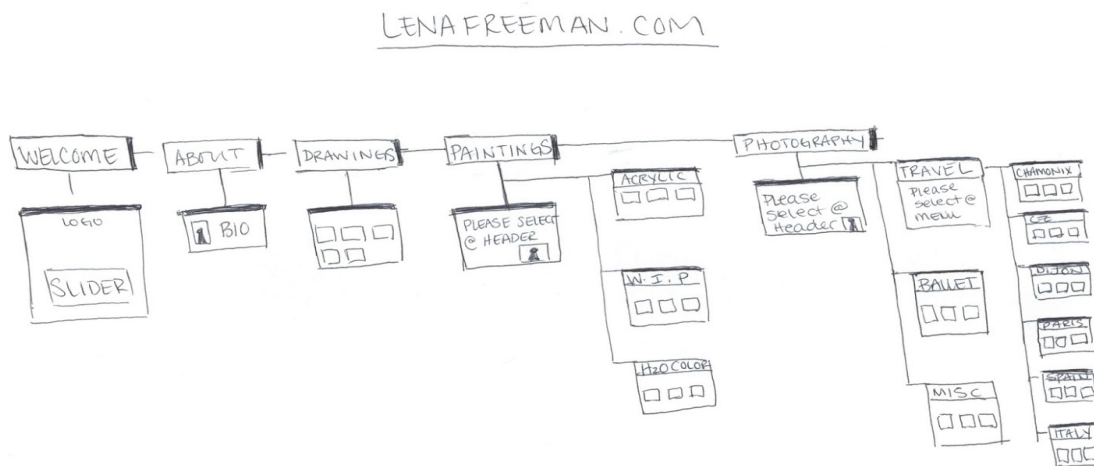 LENAFREEMAN.COM
WELCOME
ABOUT
DRAWINGS
PAINTINGS
PHOTOGRAPHY
LOGO
SLIDER
BIO
PLEASE SELECT
@ HEADER
ACRYLIC
W.I.P
H2O COLOR
Please
select @
Header
TRAVEL
Please
select @
menu
BALLET
MISC
CHAMONIX
DIJON
PARIS
SPAIN
ITALY